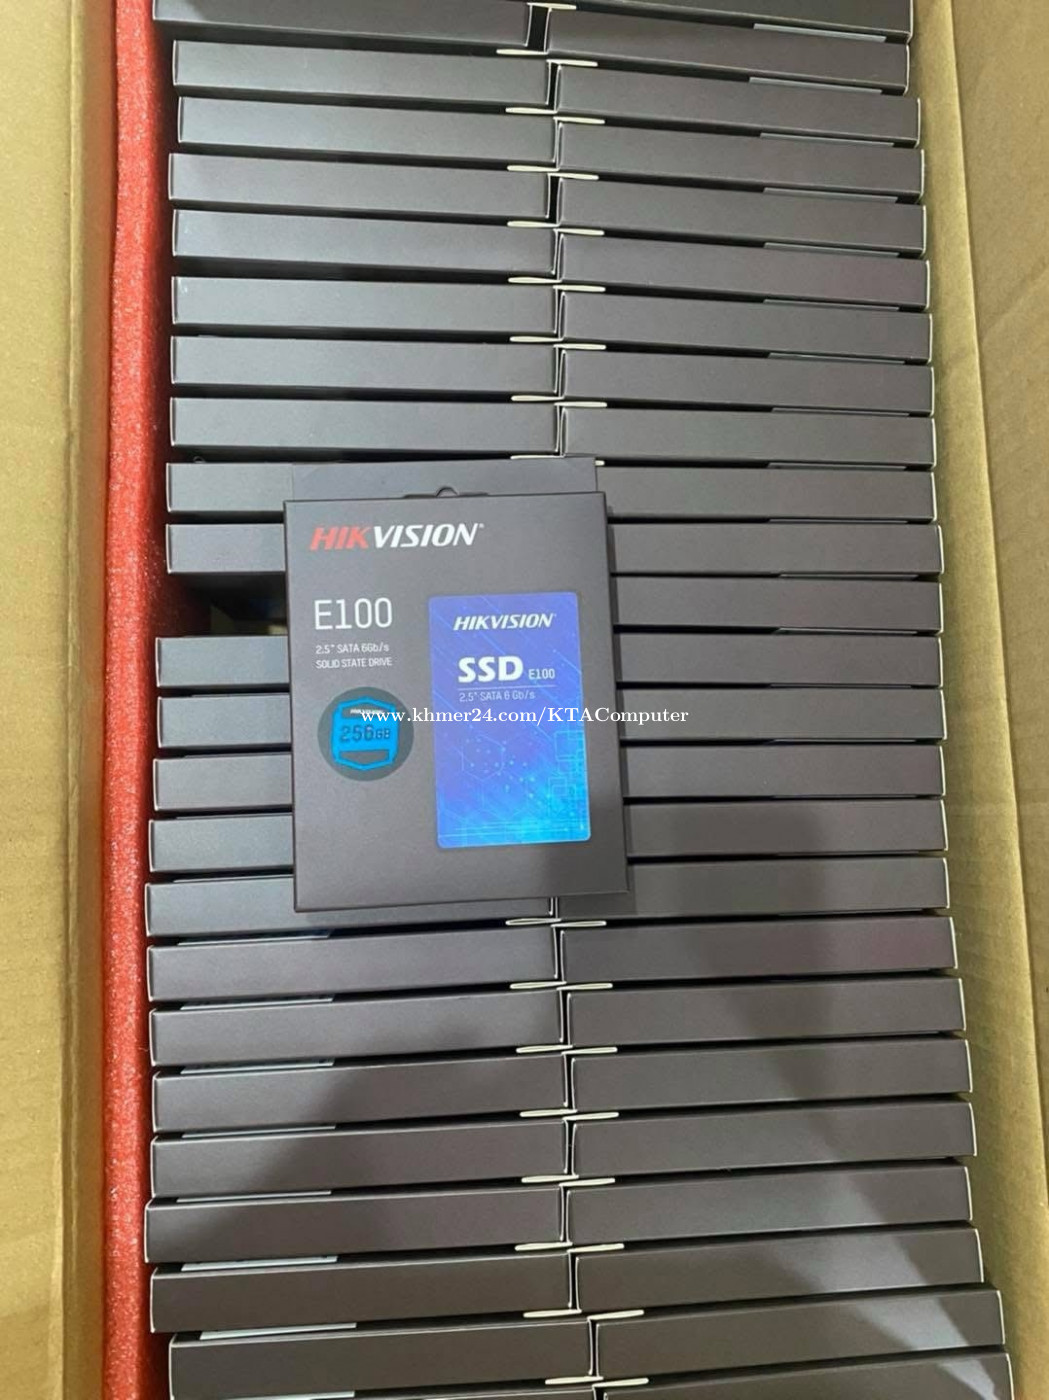 HIKVISION
E100
2.5" SATA 6Gb/s
SOLID STATE DRIVE
256GB
HIKVISION
SSD E100
2.5" SATA 6 Gb/s
www.khmer24.com/KTAComputer